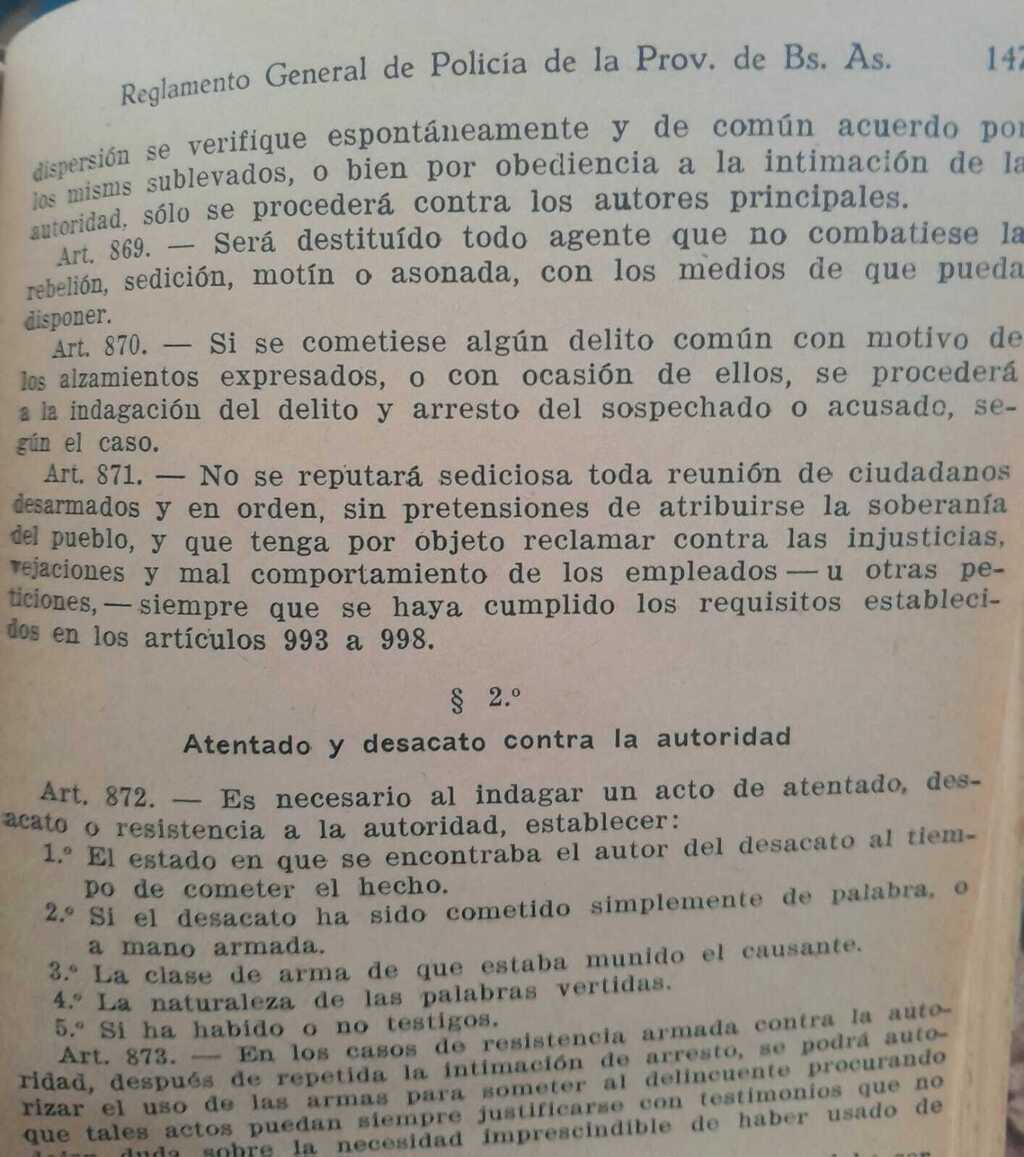 Reglamento General de Policía de la Prov. de Bs. As. 147
dispersión se verifique espontáneamente y de común acuerdo por
los misms sublevados, o bien por obediencia a la intimación de la
autoridad, sólo se procederá contra los autores principales.
Art. 869. — Será destituído todo agente que no combatiese la
rebelión, sedición, motín o asonada, con los medios de que pueda
disponer.
Art. 870. — Si se cometiese algún delito común con motivo de
los alzamientos expresados, o con ocasión de ellos, se procederá
a la indagación del delito y arresto del sospechado o acusado, se-
gún el caso.
Art. 871. — No se reputará sediciosa toda reunión de ciudadanos
desarmados y en orden, sin pretensiones de atribuirse la soberanía
del pueblo, y que tenga por objeto reclamar contra las injusticias,
vejaciones y mal comportamiento de los empleados — u otras pe-
ticiones, — siempre que se haya cumplido los requisitos estableci-
dos en los artículos 993 a 998.
§ 2.º
Atentado y desacato contra la autoridad
Art. 872. — Es necesario al indagar un acto de atentado, des-
acato o resistencia a la autoridad, establecer:
1.º El estado en que se encontraba el autor del desacato al tiem-
po de cometer el hecho.
2.º Si el desacato ha sido cometido simplemente de palabra, o
a mano armada.
3.º La clase de arma de que estaba munido el causante.
4.º La naturaleza de las palabras vertidas.
5.º Si ha habido o no testigos.
Art. 873. — En los casos de resistencia armada contra la auto-
ridad, después de repetida la intimación de arresto, se podrá auto-
rizar el uso de las armas para someter al delincuente procurando
que tales actos puedan siempre justificarse con testimonios que no
dejen duda sobre la necesidad imprescindible de haber usado de